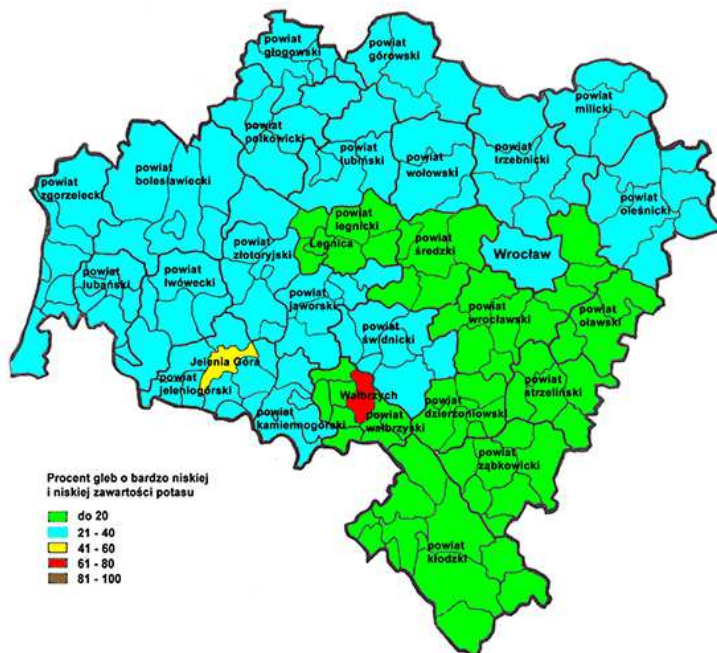 powiat
głogowski
powiat
górowski
powiat
milicki
powiat
polkowicki
powiat
lubiński
powiat
wołowski
powiat
trzebnicki
powiat
bolesławiecki
powiat
zgorzelecki
powiat
oleśnicki
powiat
legnicki
Legnica
powiat
średzki
Wrocław
powiat
złotoryjski
powiat
lubański
powiat
lwówecki
powiat
jaworski
powiat
wrocławski
powiat
oławski
powiat
świdnicki
Jelenia Góra
powiat
jeleniogórski
Wałbrzych
powiat
strzeliński
powiat
kamiennogórski
powiat
wałbrzyski
powiat
dzierżoniowski
powiat
ząbkowicki
powiat
kłodzki
Procent gleb o bardzo niskiej
i niskiej zawartości potasu
do 20
21 - 40
41 - 60
61 - 80
81 - 100